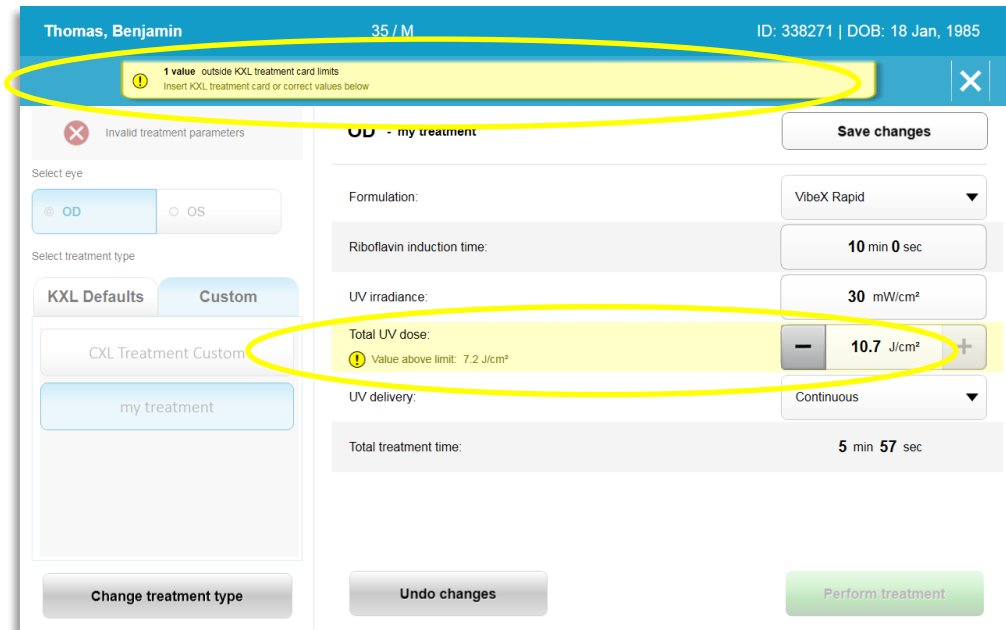 Thomas, Benjamin 35 / M ID: 338271 | DOB: 18 Jan, 1985
1 value outside KXL treatment card limits
Insert KXL treatment card or correct values below
Invalid treatment parameters
OD - my treatment
Save changes
Select eye
OD OS
Formulation: VibeX Rapid
Riboflavin induction time: 10 min 0 sec
Select treatment type
KXL Defaults Custom
UV irradiance: 30 mW/cm²
Total UV dose:
Value above limit: 7.2 J/cm²
10.7 J/cm²
CXL Treatment Custom
my treatment
UV delivery: Continuous
Total treatment time: 5 min 57 sec
Change treatment type
Undo changes
Perform treatment